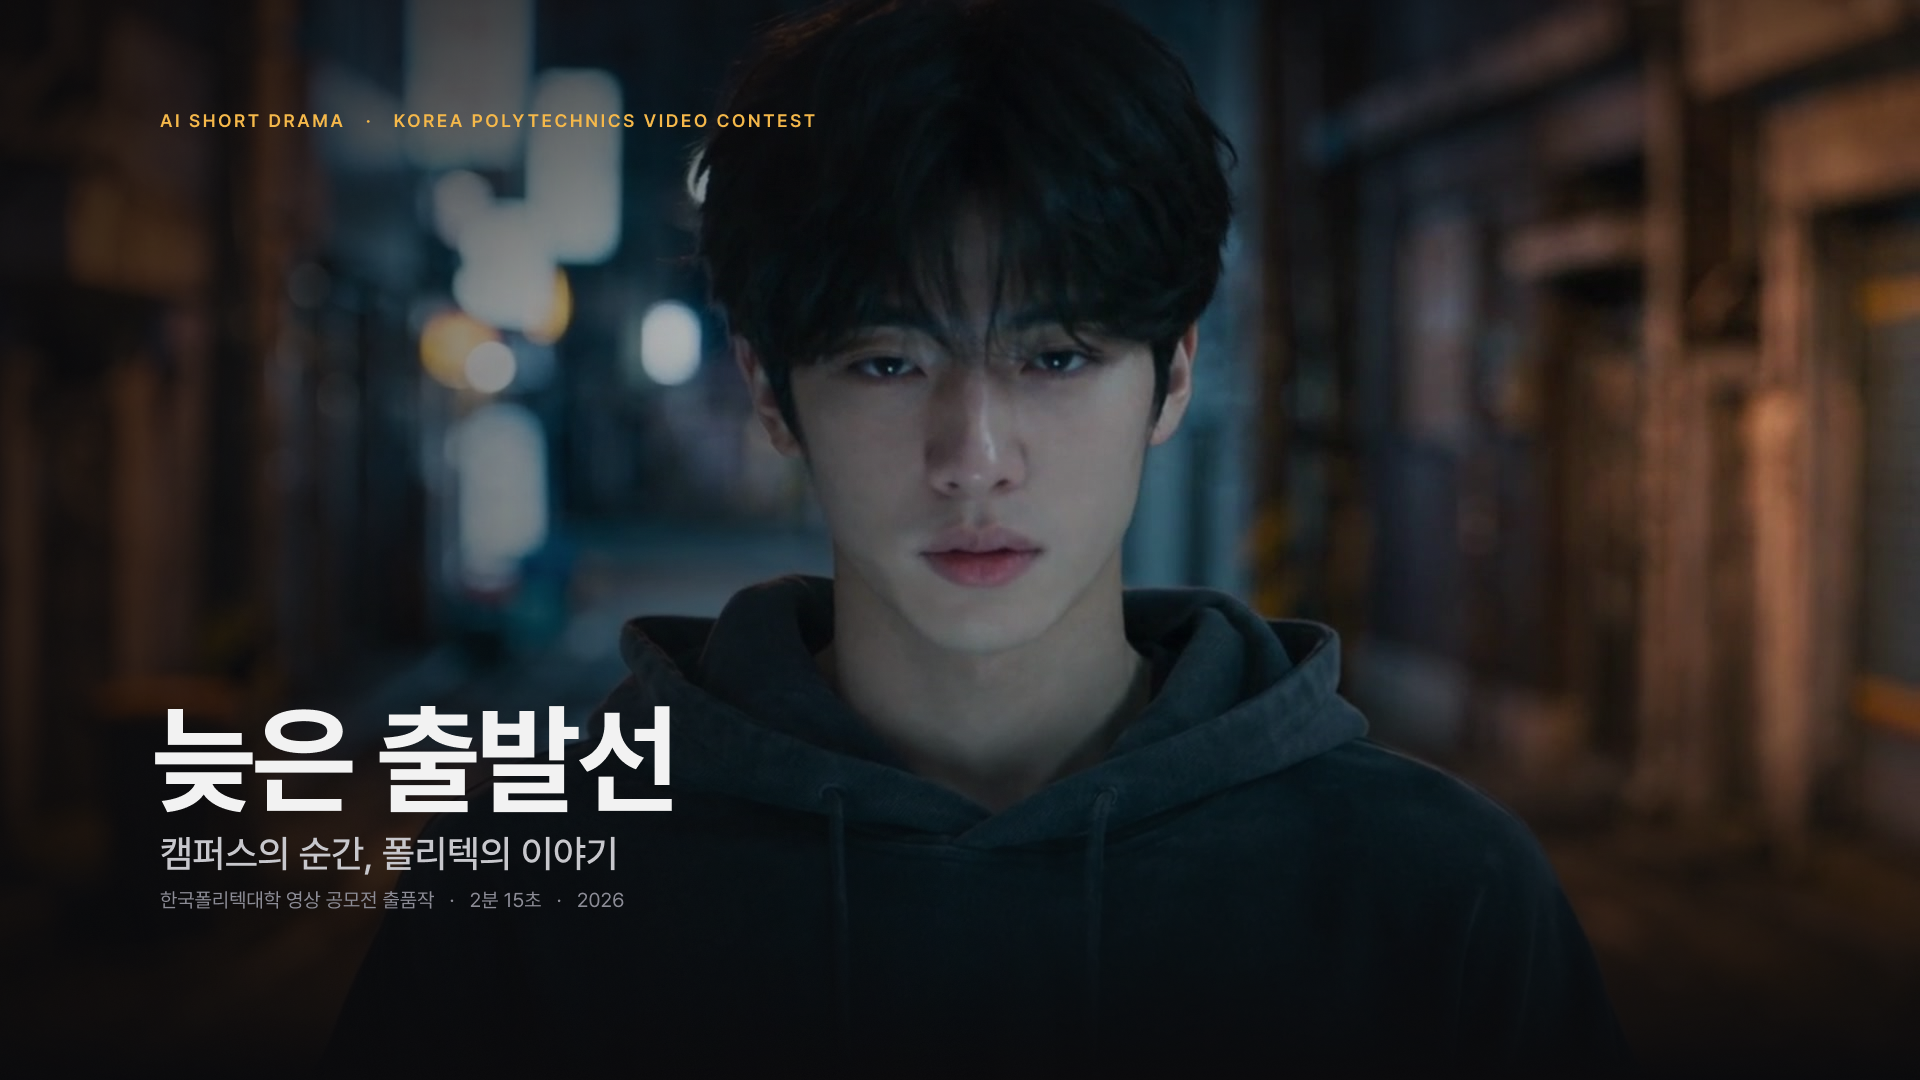 AI SHORT DRAMA · KOREA POLYTECHNICS VIDEO CONTEST
늦은 출발선
캠퍼스의 순간, 폴리텍의 이야기
한국폴리텍대학 영상 공모전 출품작 · 2분 15초 · 2026